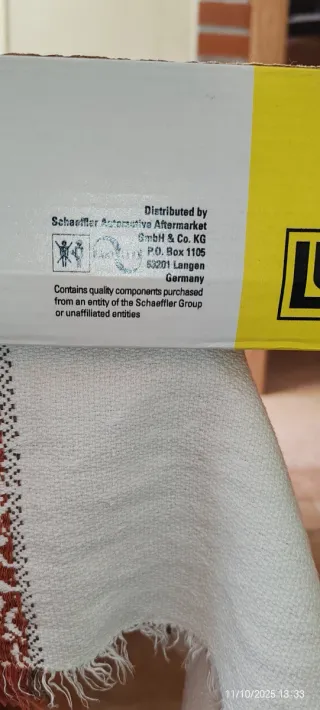 Distributed by
Schaeffler Automotive Aftermarket
GmbH & Co. KG
P.O. Box 1105
63201 Langen
Germany
Contains quality components purchased
from an entity of the Schaeffler Group
or unaffiliated entities
11/10/2025 13:33